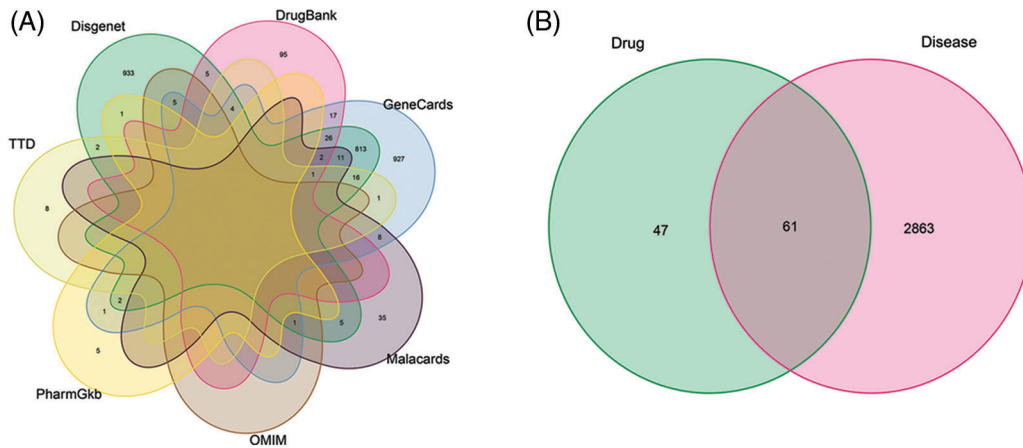 (A)
Disgenet
DrugBank
GeneCards
TTD
Malacards
PharmGkb
OMIM
933
5
95
5
4
17
1
26
813
927
2
2
11
1
16
1
8
8
2
1
1
5
35
5
(B)
Drug
Disease
47
61
2863